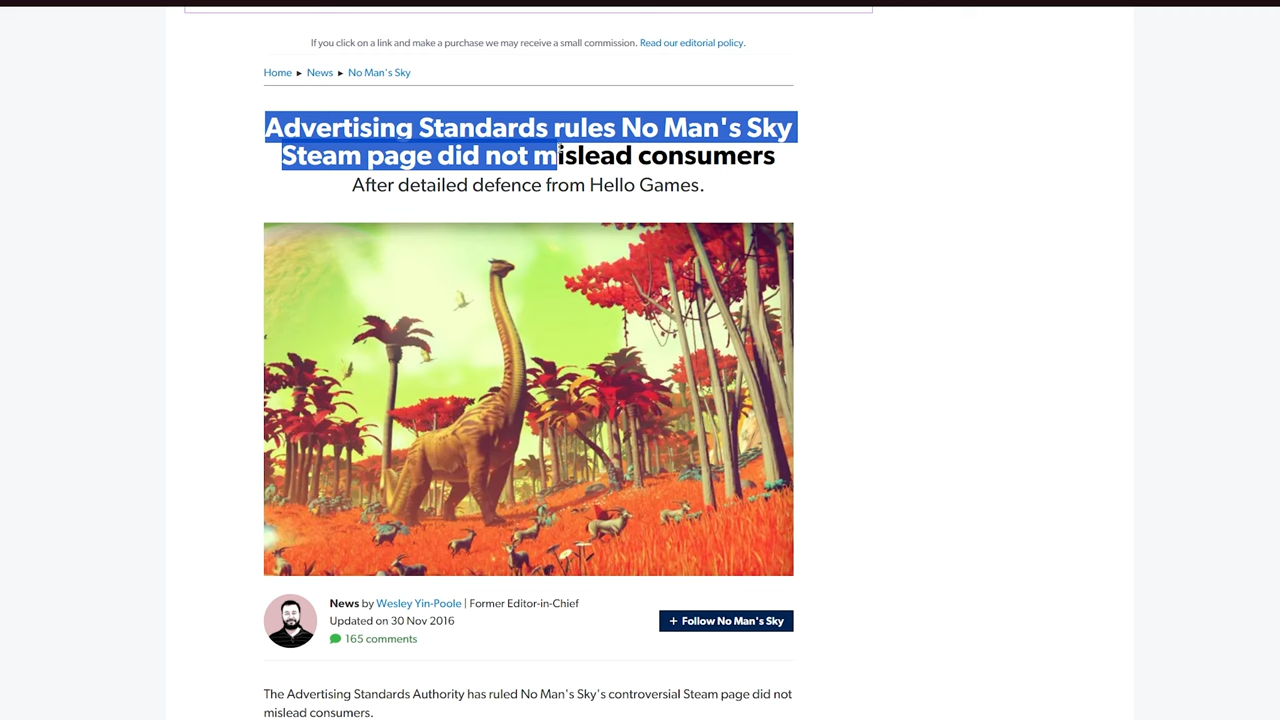 If you click on a link and make a purchase we may receive a small commission. Read our editorial policy.
Home ▸ News ▸ No Man's Sky
Advertising Standards rules No Man's Sky
Steam page did not mislead consumers
After detailed defence from Hello Games.
News by Wesley Yin-Poole | Former Editor-in-Chief
Updated on 30 Nov 2016
165 comments
+ Follow No Man's Sky
The Advertising Standards Authority has ruled No Man's Sky's controversial Steam page did not
mislead consumers.